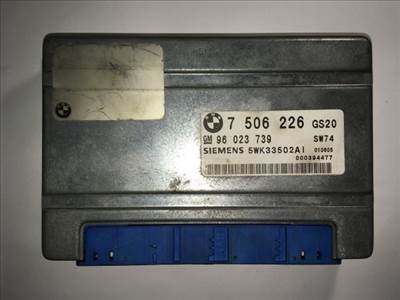 7 506 226 GS20
GM 96 023 739 SW74
SIEMENS 5WK33502AI 010605
000394477